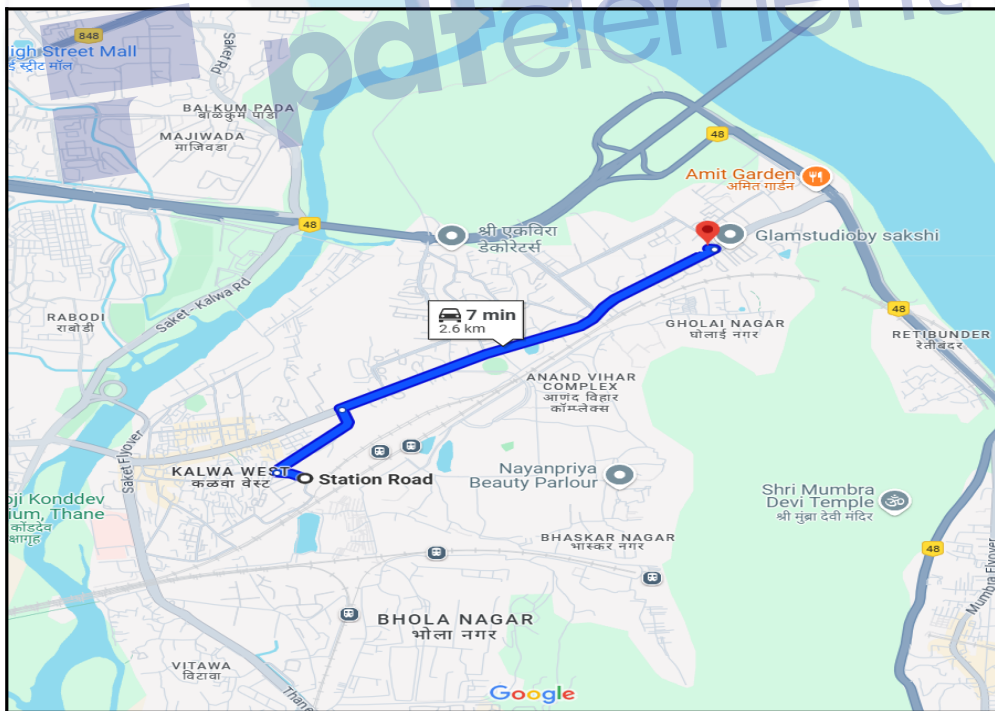 pdfelement
848
igh Street Mall
ई स्ट्रीट मॉल
Saket Rd
BALKUM PADA
बाळकुम पाडा
MAJIWADA
माजिवडा
48
Amit Garden
अमित गार्डन
48
श्री एकविरा
डेकोरेटर्स
Glamstudioby sakshi
Saket - Kalwa Rd
RABODI
राबोडी
7 min
2.6 km
GHOLAI NAGAR
घोलाई नगर
48
RETIBUNDER
रेतीबंदर
ANAND VIHAR
COMPLEX
आणंद विहार
कॉम्प्लेक्स
Saket Flyover
KALWA WEST
कळवा वेस्ट
Station Road
Nayanpriya
Beauty Parlour
oji Konddev
ium, Thane
कोंडदेव
क्षागृह
Shri Mumbra
Devi Temple
श्री मुंब्रा देवी मंदिर
BHASKAR NAGAR
भास्कर नगर
48
Mumbra Flyover
BHOLA NAGAR
भोला नगर
VITAWA
विटावा
Thane
Google